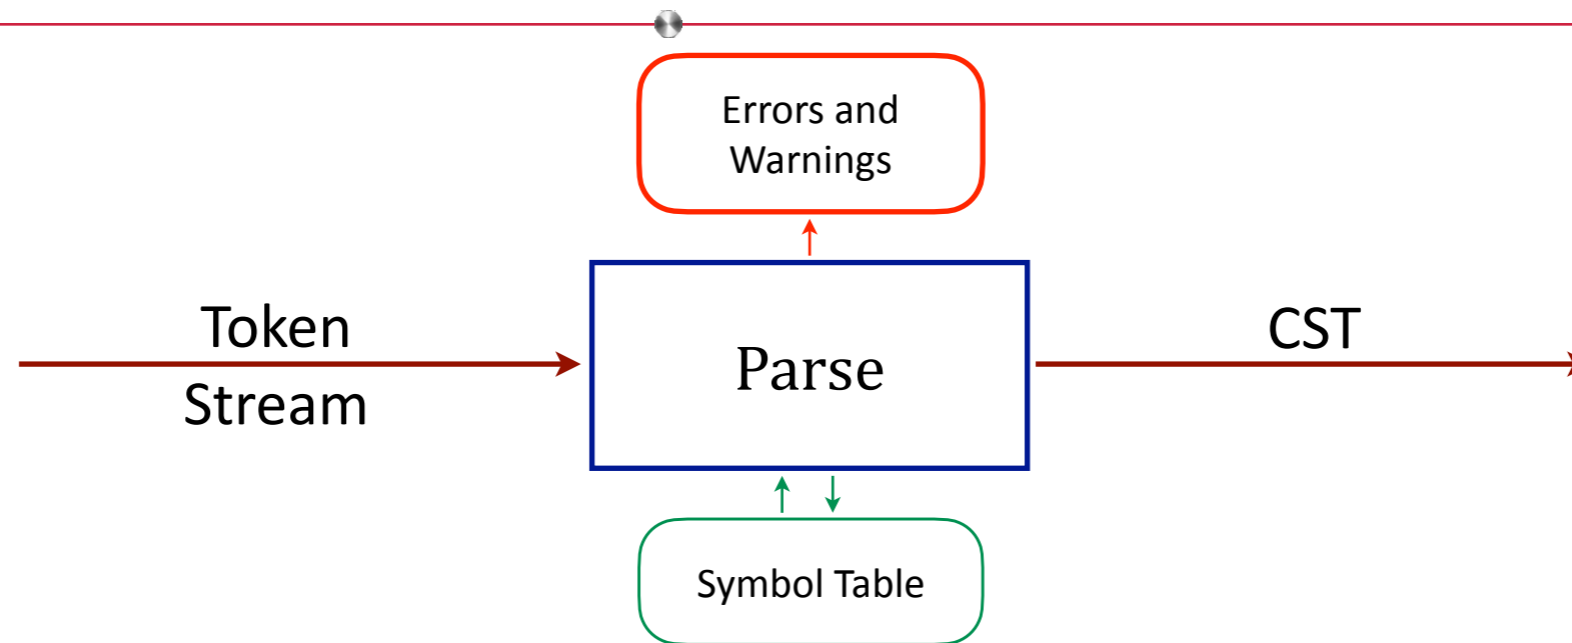 Errors and
Warnings
Token
Stream
Parse
CST
Symbol Table